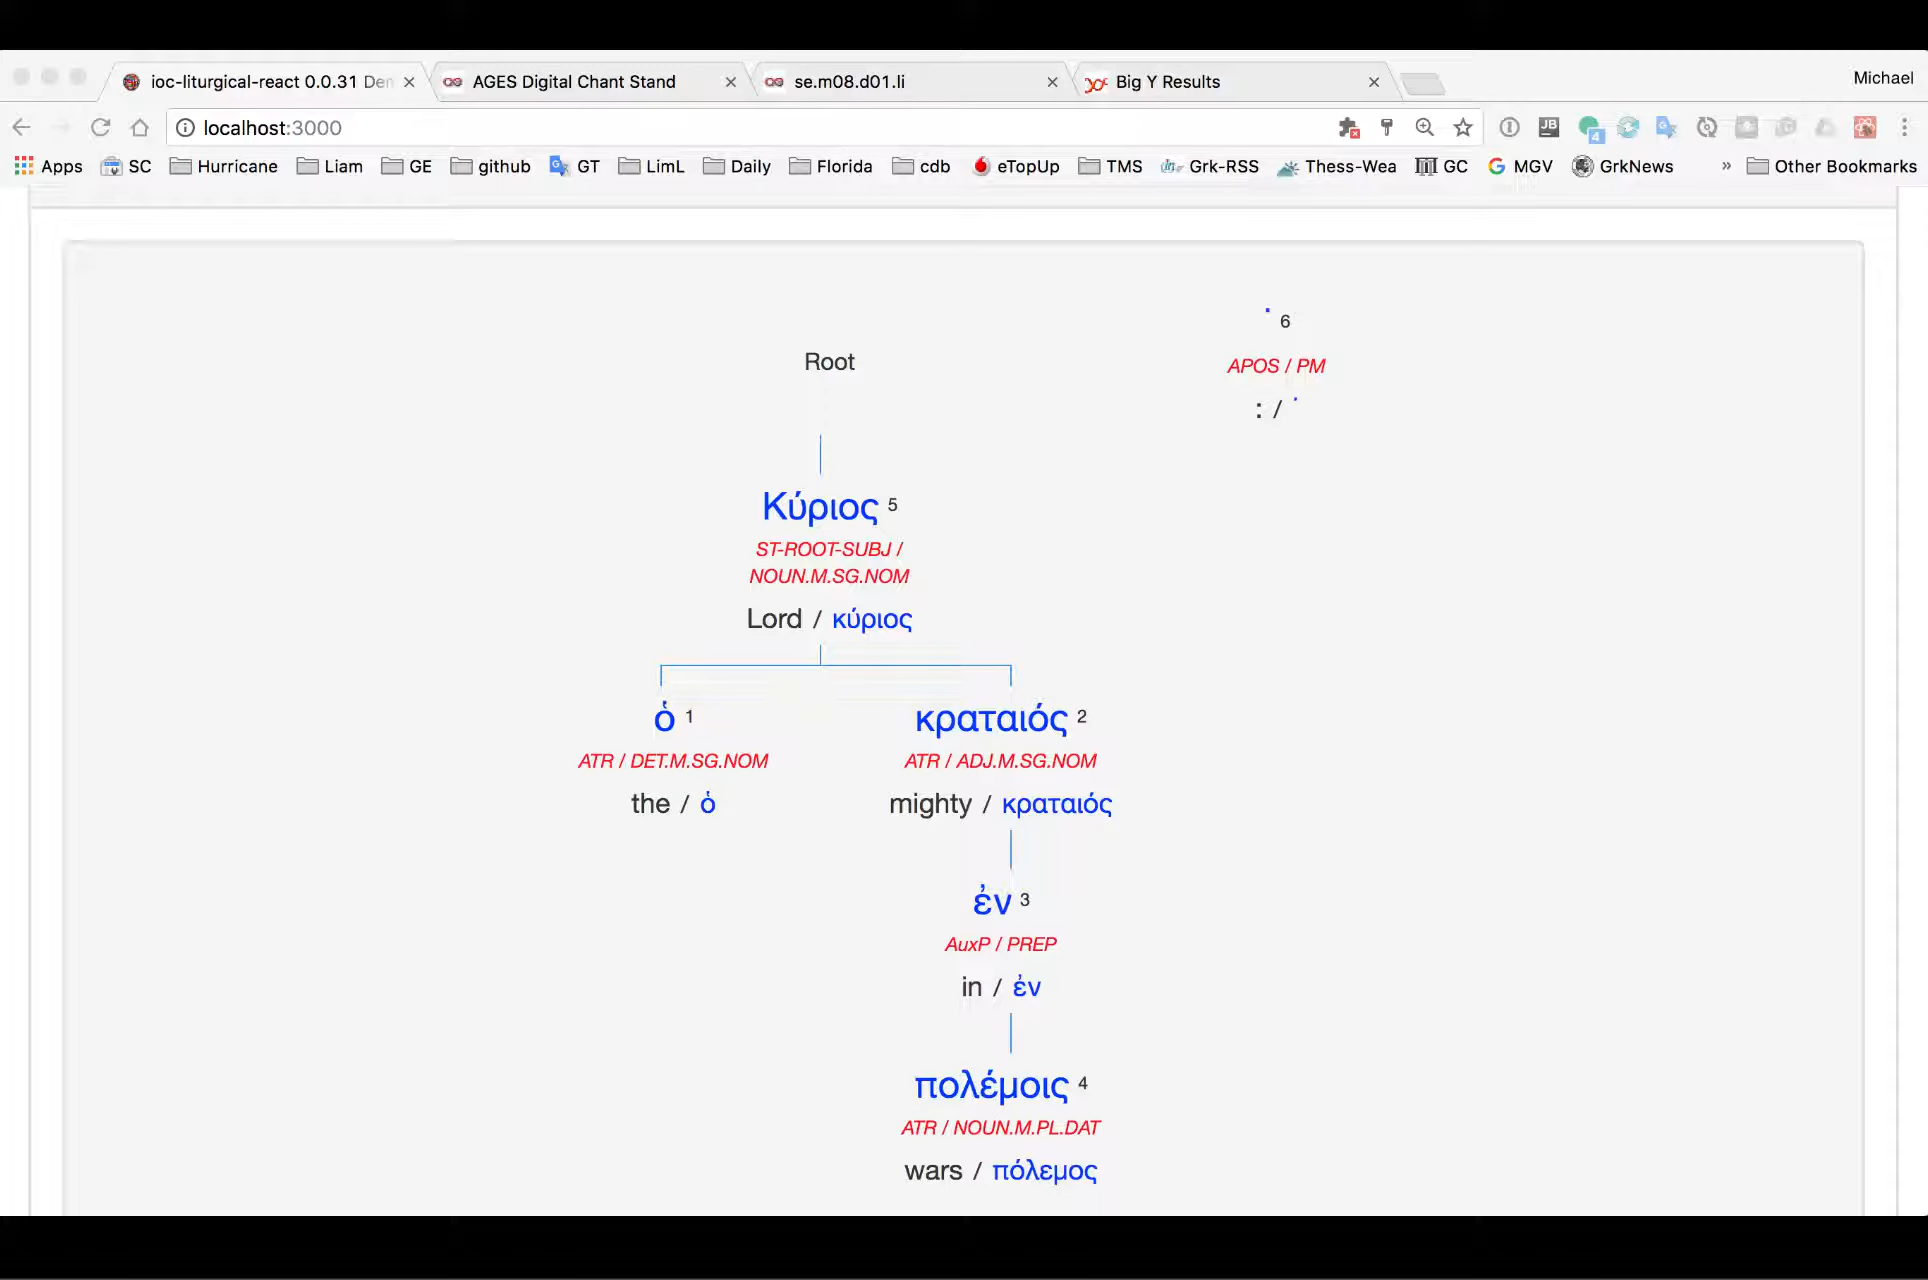 ioc-liturgical-react 0.0.31 Den
AGES Digital Chant Stand
se.m08.d01.li
Big Y Results
Michael
localhost:3000
Apps SC Hurricane Liam GE github GT LimL Daily Florida cdb eTopUp TMS Grk-RSS Thess-Wea GC MGV GrkNews » Other Bookmarks
· 6
Root
APOS / PM
: / ·
Κύριος 5
ST-ROOT-SUBJ /
NOUN.M.SG.NOM
Lord / κύριος
ὁ 1 κραταιός 2
ATR / DET.M.SG.NOM ATR / ADJ.M.SG.NOM
the / ὁ mighty / κραταιός
ἐν 3
AuxP / PREP
in / ἐν
πολέμοις 4
ATR / NOUN.M.PL.DAT
wars / πόλεμος